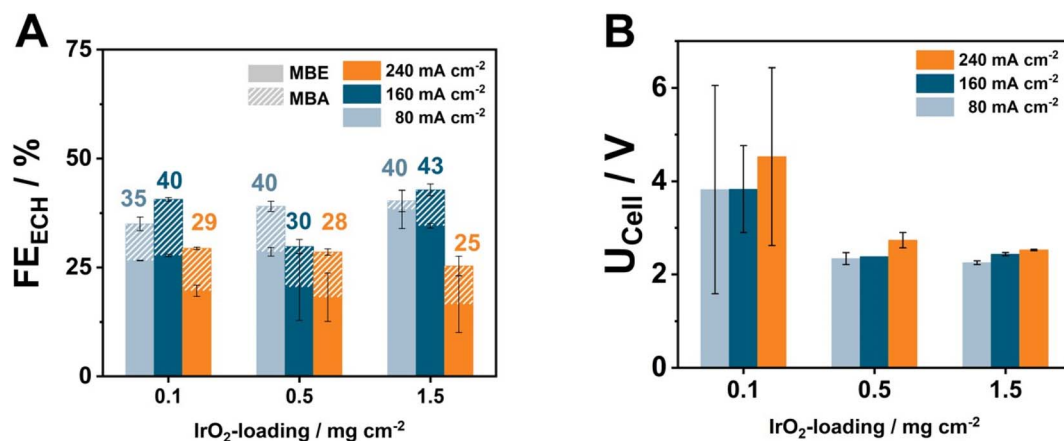 A
FE_ECH / %
75
50
25
0
MBE
MBA
240 mA cm⁻²
160 mA cm⁻²
80 mA cm⁻²
35
40
29
40
30
28
40
43
25
0.1
0.5
1.5
IrO₂-loading / mg cm⁻²
B
U_Cell / V
6
4
2
0
240 mA cm⁻²
160 mA cm⁻²
80 mA cm⁻²
0.1
0.5
1.5
IrO₂-loading / mg cm⁻²